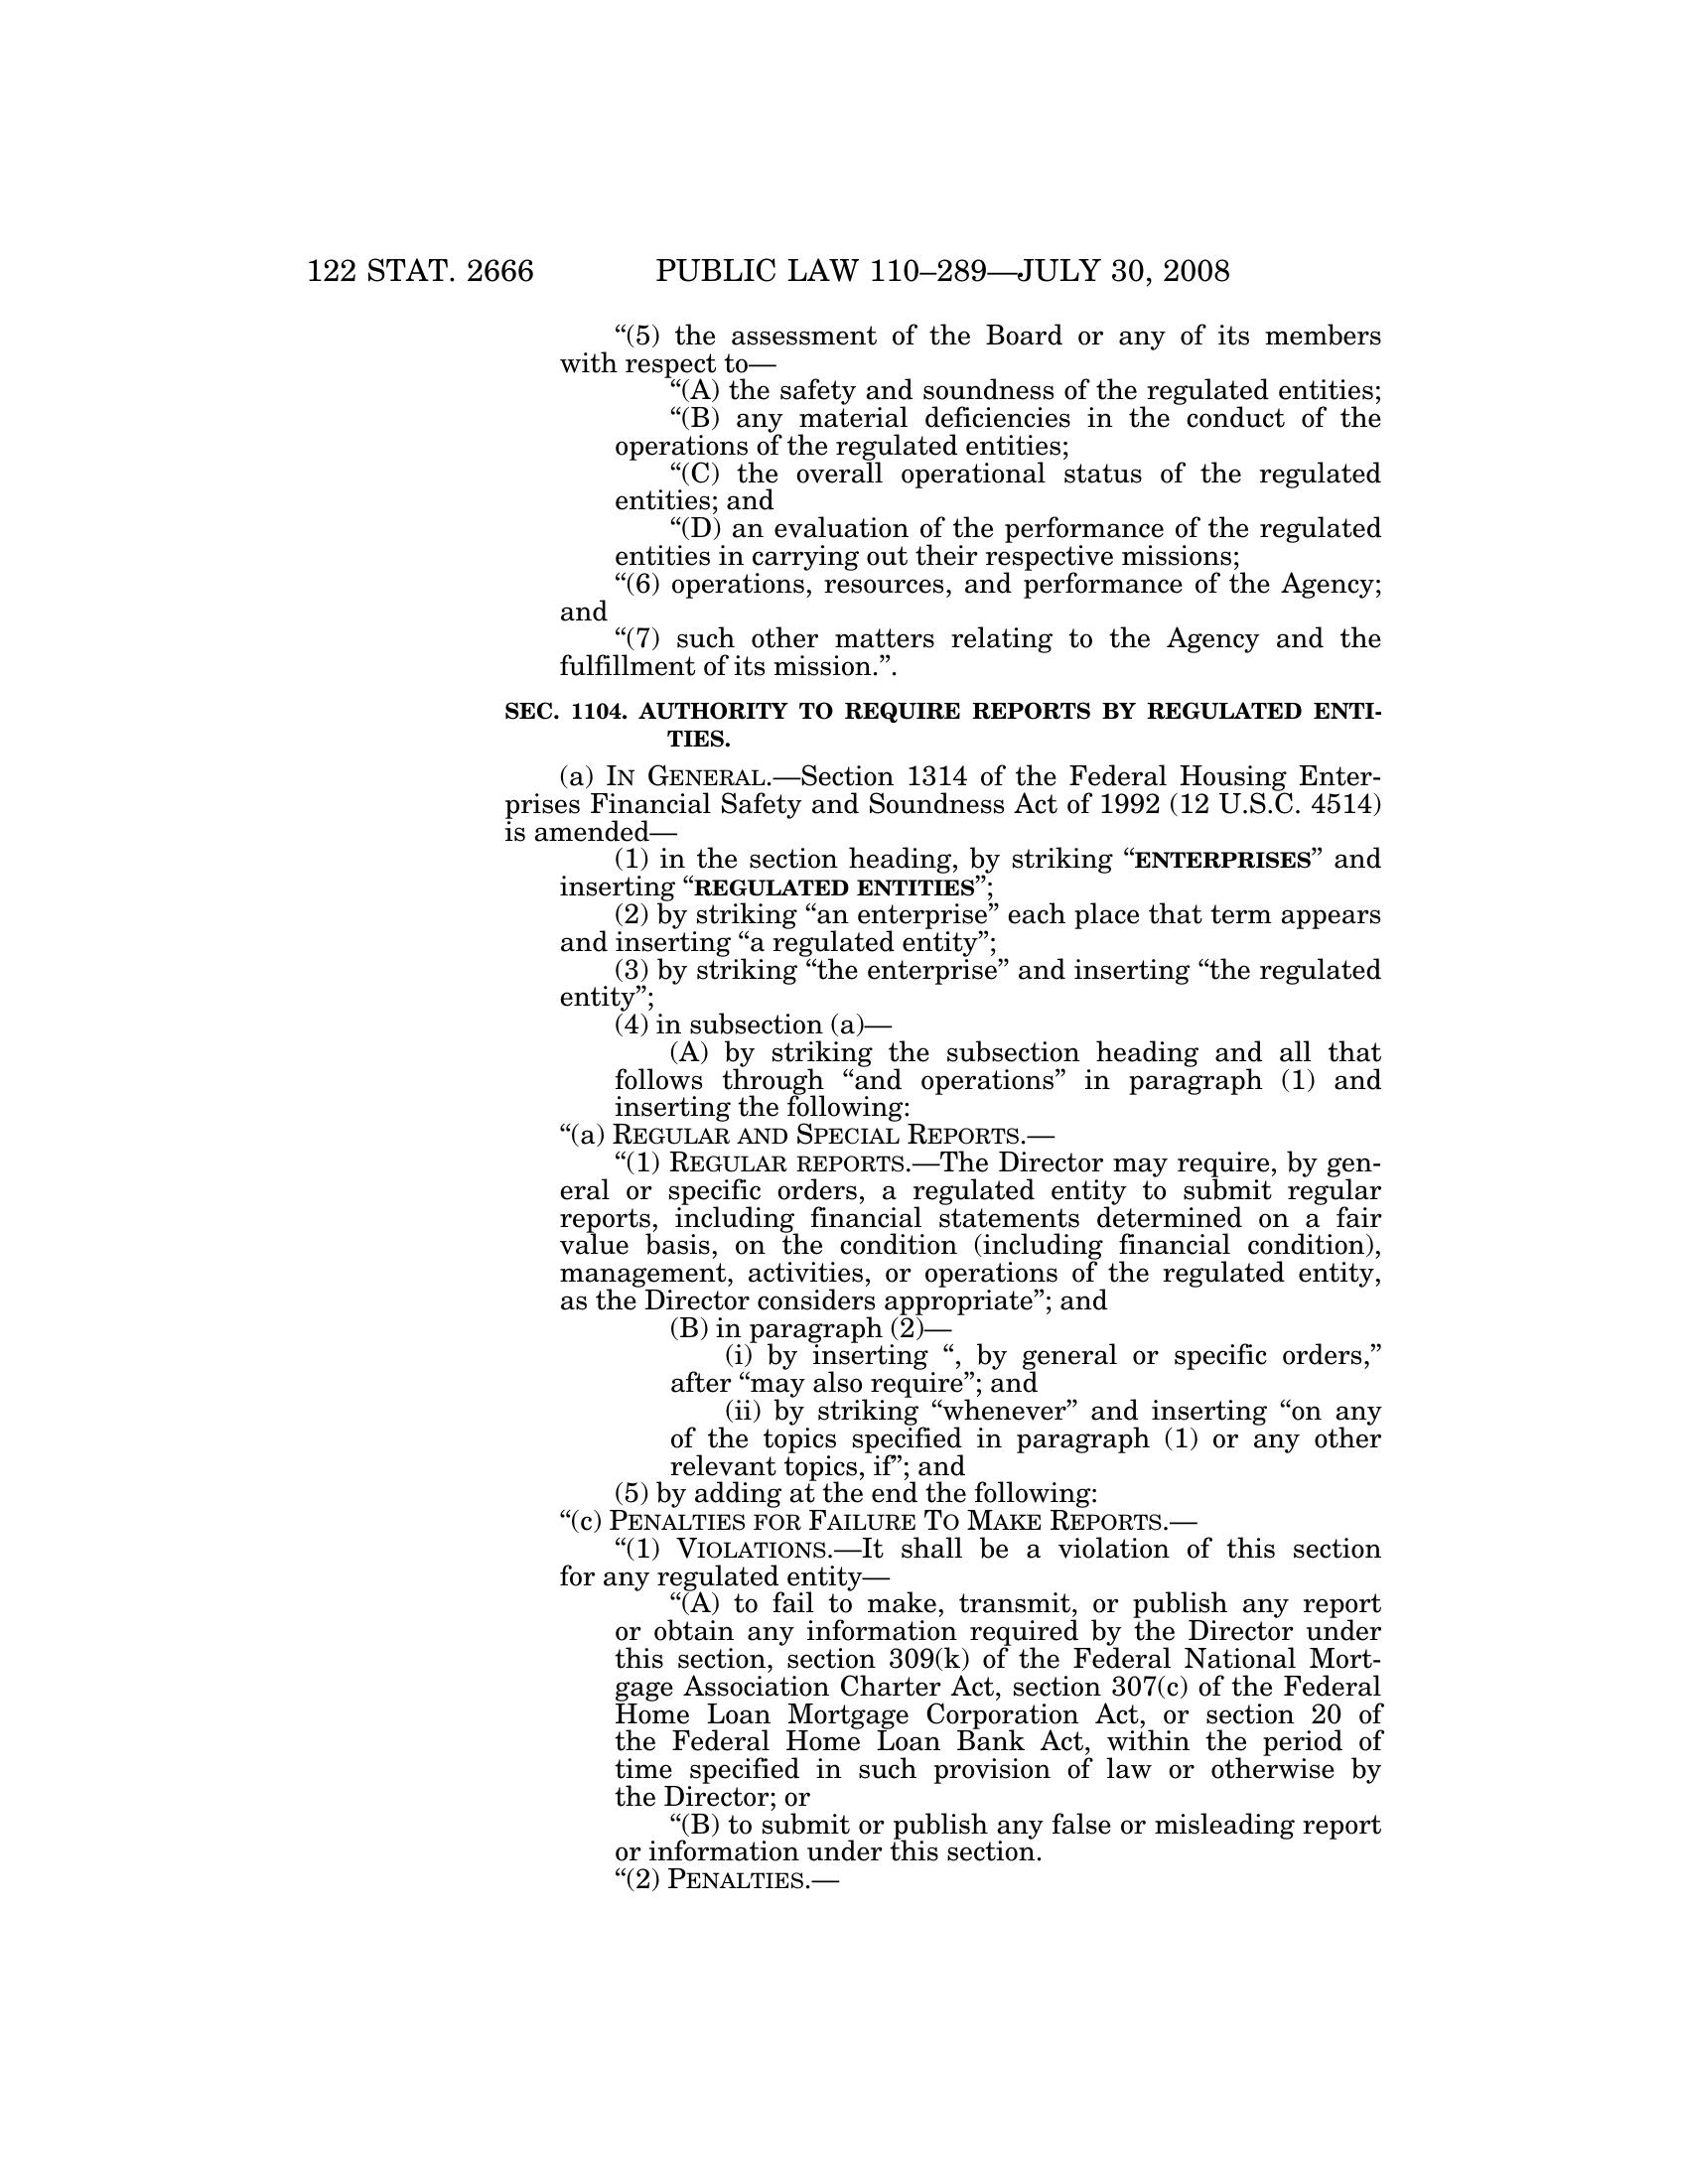 122 STAT. 2666 PUBLIC LAW 110–289—JULY 30, 2008
“(5) the assessment of the Board or any of its members
with respect to—
“(A) the safety and soundness of the regulated entities;
“(B) any material deficiencies in the conduct of the
operations of the regulated entities;
“(C) the overall operational status of the regulated
entities; and
“(D) an evaluation of the performance of the regulated
entities in carrying out their respective missions;
“(6) operations, resources, and performance of the Agency;
and
“(7) such other matters relating to the Agency and the
fulfillment of its mission.”.
SEC. 1104. AUTHORITY TO REQUIRE REPORTS BY REGULATED ENTI-
TIES.
(a) IN GENERAL.—Section 1314 of the Federal Housing Enter-
prises Financial Safety and Soundness Act of 1992 (12 U.S.C. 4514)
is amended—
(1) in the section heading, by striking “ENTERPRISES” and
inserting “REGULATED ENTITIES”;
(2) by striking “an enterprise” each place that term appears
and inserting “a regulated entity”;
(3) by striking “the enterprise” and inserting “the regulated
entity”;
(4) in subsection (a)—
(A) by striking the subsection heading and all that
follows through “and operations” in paragraph (1) and
inserting the following:
“(a) REGULAR AND SPECIAL REPORTS.—
“(1) REGULAR REPORTS.—The Director may require, by gen-
eral or specific orders, a regulated entity to submit regular
reports, including financial statements determined on a fair
value basis, on the condition (including financial condition),
management, activities, or operations of the regulated entity,
as the Director considers appropriate”; and
(B) in paragraph (2)—
(i) by inserting “, by general or specific orders,”
after “may also require”; and
(ii) by striking “whenever” and inserting “on any
of the topics specified in paragraph (1) or any other
relevant topics, if”; and
(5) by adding at the end the following:
“(c) PENALTIES FOR FAILURE TO MAKE REPORTS.—
“(1) VIOLATIONS.—It shall be a violation of this section
for any regulated entity—
“(A) to fail to make, transmit, or publish any report
or obtain any information required by the Director under
this section, section 309(k) of the Federal National Mort-
gage Association Charter Act, section 307(c) of the Federal
Home Loan Mortgage Corporation Act, or section 20 of
the Federal Home Loan Bank Act, within the period of
time specified in such provision of law or otherwise by
the Director; or
“(B) to submit or publish any false or misleading report
or information under this section.
“(2) PENALTIES.—